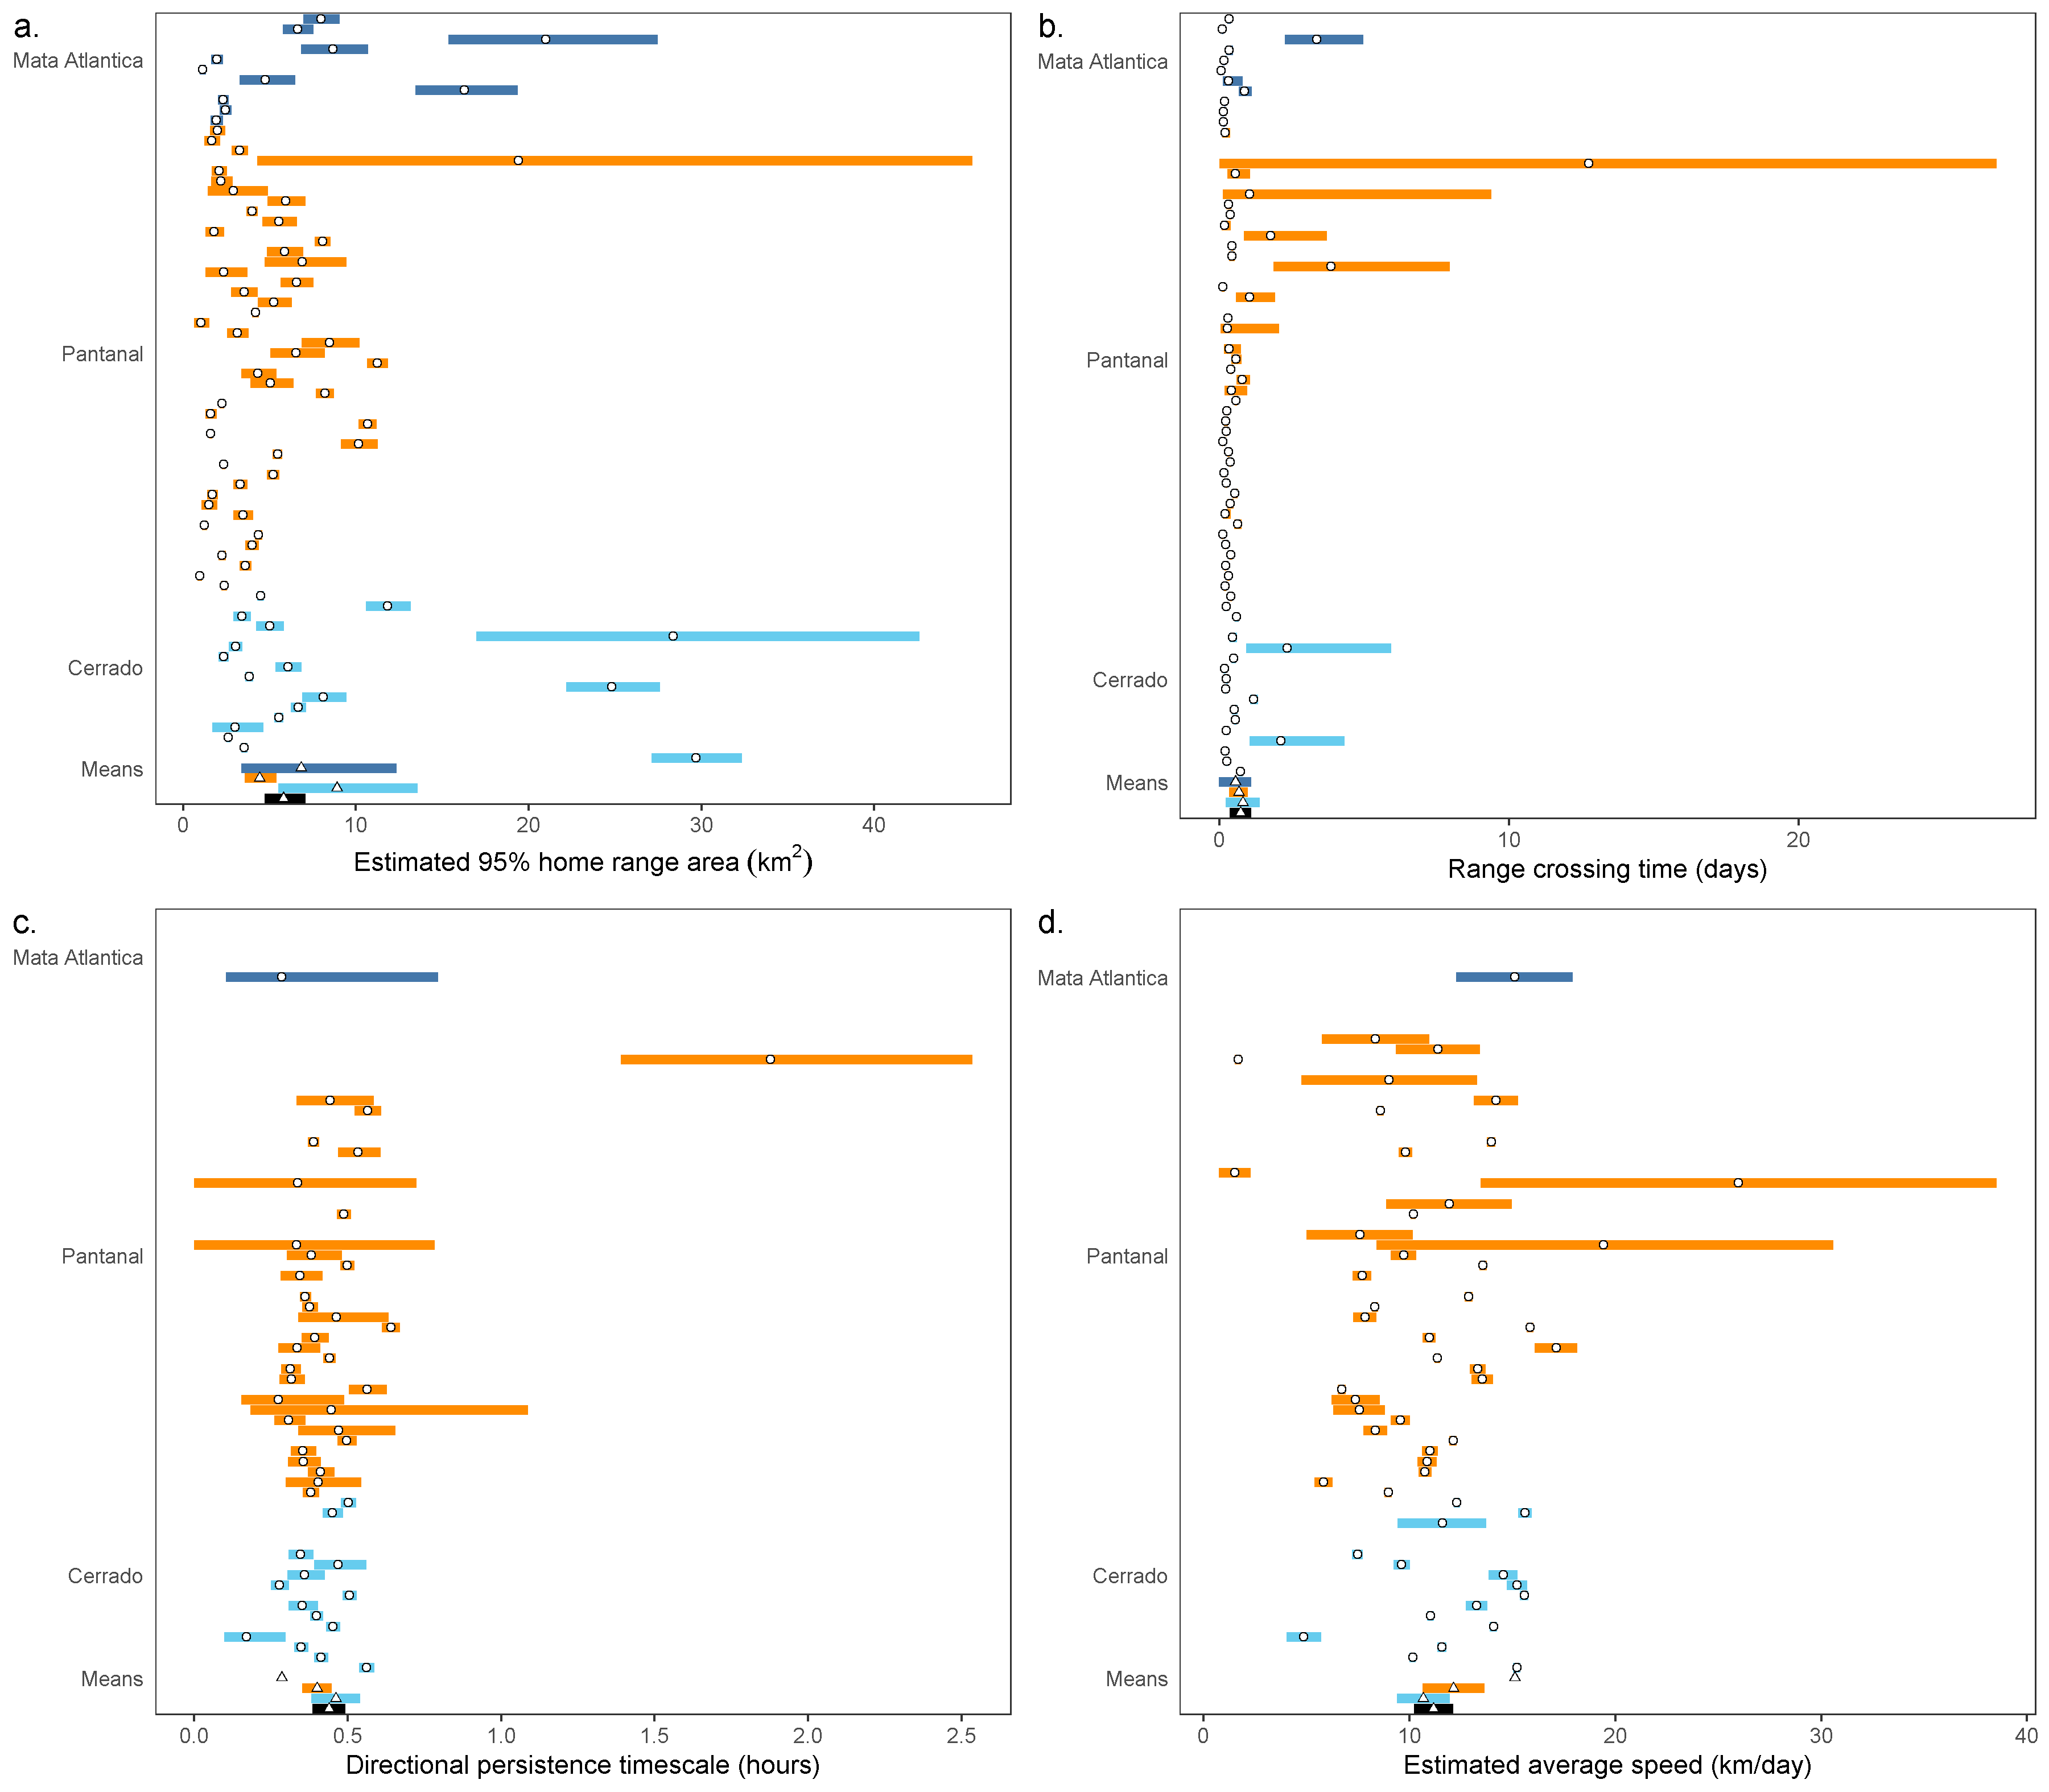 a.
Mata Atlantica
Pantanal
Cerrado
Means
0 10 20 30 40
Estimated 95% home range area (km²)
b.
Mata Atlantica
Pantanal
Cerrado
Means
0 10 20
Range crossing time (days)
c.
Mata Atlantica
Pantanal
Cerrado
Means
0.0 0.5 1.0 1.5 2.0 2.5
Directional persistence timescale (hours)
d.
Mata Atlantica
Pantanal
Cerrado
Means
0 10 20 30 40
Estimated average speed (km/day)